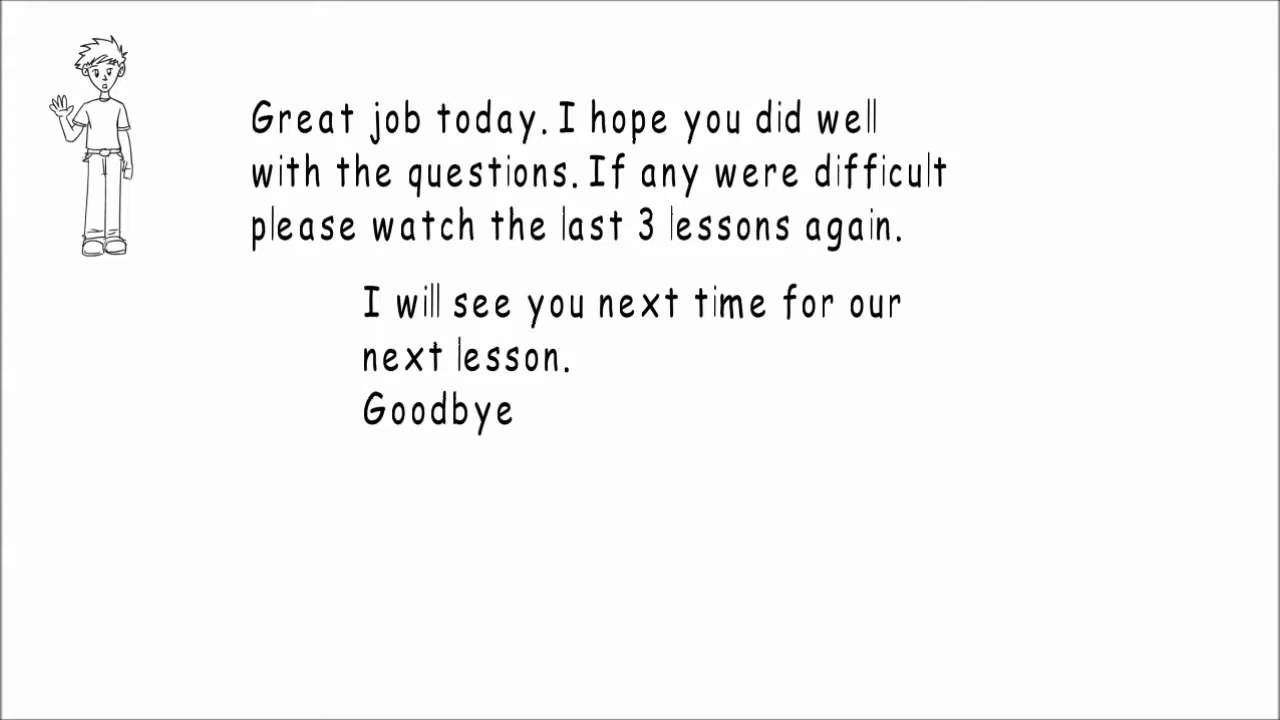 Great job today. I hope you did well
with the questions. If any were difficult
please watch the last 3 lessons again.
I will see you next time for our
next lesson.
Goodbye